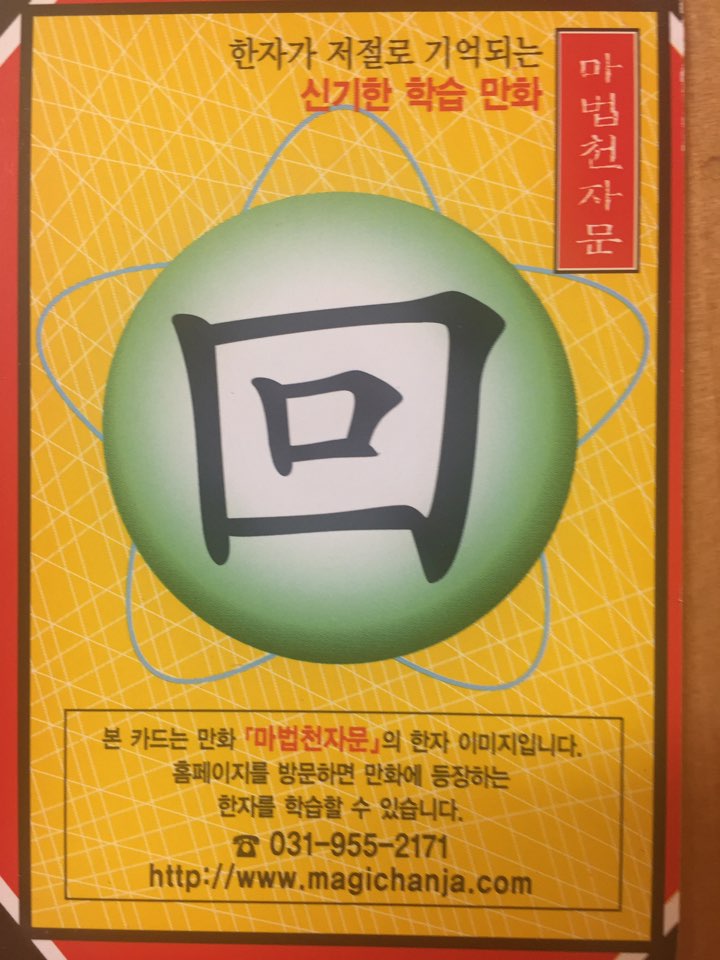 한자가 저절로 기억되는
신기한 학습 만화
마법천자문
回
본 카드는 만화 「마법천자문」의 한자 이미지입니다.
홈페이지를 방문하면 만화에 등장하는
한자를 학습할 수 있습니다.
☎ 031-955-2171
http://www.magichanja.com